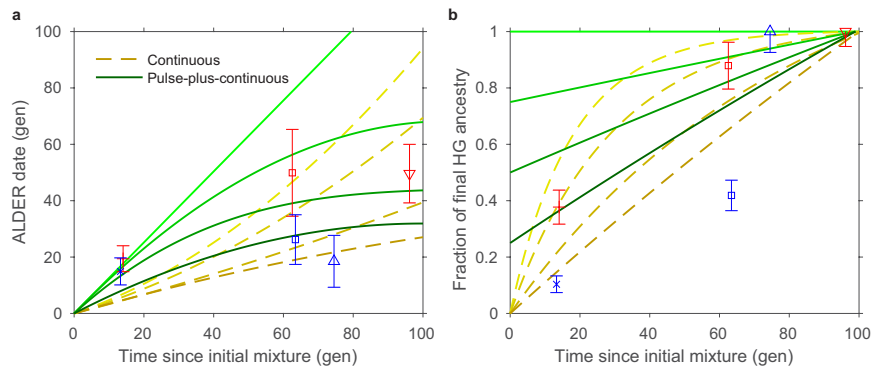 a
ALDER date (gen)
100
80
60
40
20
0
Continuous
Pulse-plus-continuous
0 20 40 60 80 100
Time since initial mixture (gen)
b
Fraction of final HG ancestry
1
0.8
0.6
0.4
0.2
0
0 20 40 60 80 100
Time since initial mixture (gen)